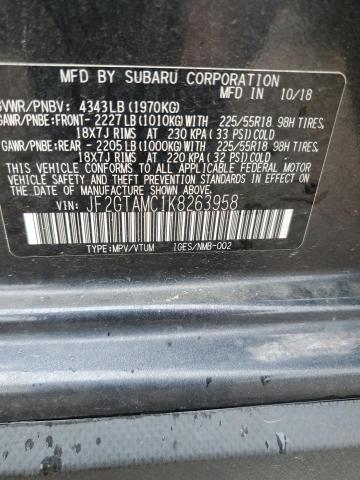 MFD BY SUBARU CORPORATION 10/18
GVWR/PNBV: 4343LB (1970KG)
GAWR/PNBE:FRONT- 2227LB (1010KG) WITH 225/55R18 98H TIRES,
18X7J RIMS AT 230 KPA (33 PSI) COLD
GAWR/PNBE:REAR - 2205LB (1000KG) WITH 225/55R18 98H TIRES,
18X7J RIMS AT 220 KPA (32 PSI) COLD
THIS VEHICLE CONFORMS TO ALL APPLICABLE FEDERAL MOTOR
VEHICLE SAFETY, BUMPER, AND THEFT PREVENTION STANDARDS
IN EFFECT ON THE DATE OF MANUFACTURE SHOWN ABOVE.
VIN: JF2GTAMC1K8263958
TYPE:MPV/VTUM IGES/NMB-002